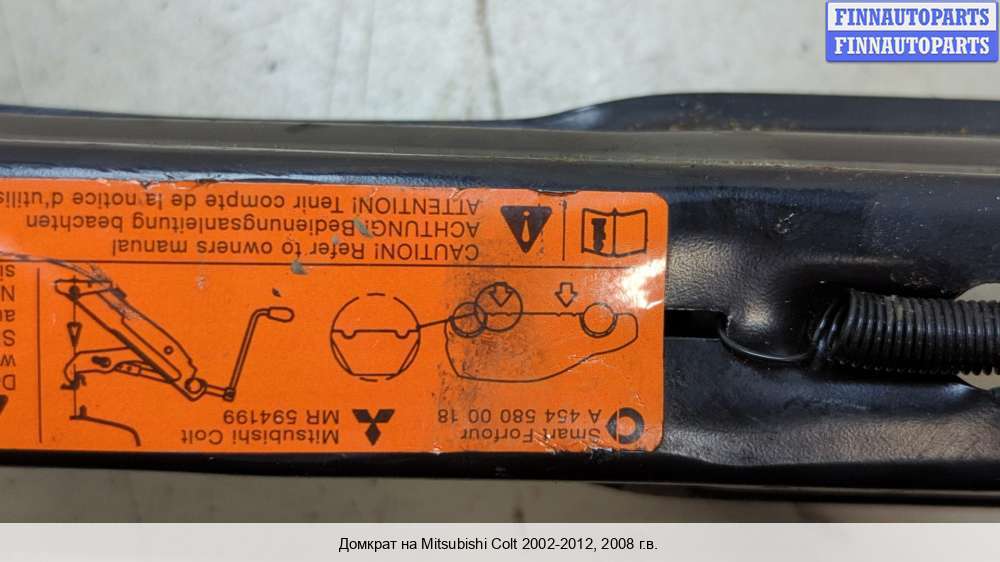 FINNAUTOPARTS
FINNAUTOPARTS
Smart Forfour
A 454 580 00 18
Mitsubishi Colt
MR 594199
CAUTION! Refer to owners manual
ACHTUNG! Bedienungsanleitung beachten
ATTENTION! Tenir compte de la notice d'utilis
Домкрат на Mitsubishi Colt 2002-2012, 2008 г.в.